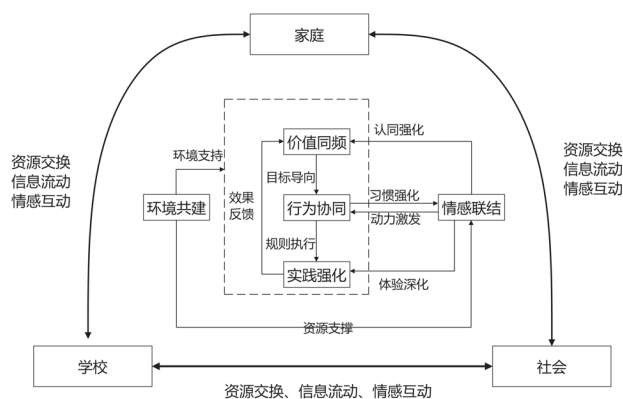 家庭
资源交换
信息流动
情感互动
资源交换
信息流动
情感互动
价值同频
认同强化
环境支持
目标导向
效果
反馈
习惯强化
环境共建
行为协同
情感联结
动力激发
规则执行
实践强化
体验深化
资源支撑
学校
社会
资源交换、信息流动、情感互动